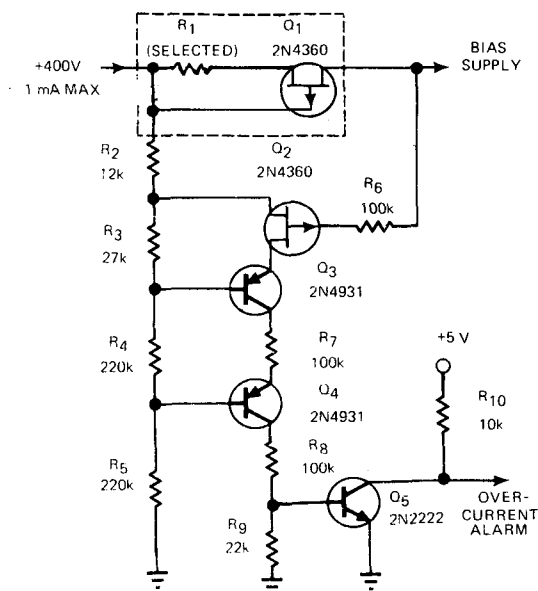 R1
(SELECTED)
Q1
2N4360
+400V
1 mA MAX
BIAS
SUPPLY
R2
12k
Q2
2N4360
R6
100k
R3
27k
Q3
2N4931
R4
220k
R7
100k
+5 V
Q4
2N4931
R10
10k
R5
220k
R8
100k
Q5
2N2222
OVER-
CURRENT
ALARM
R9
22k